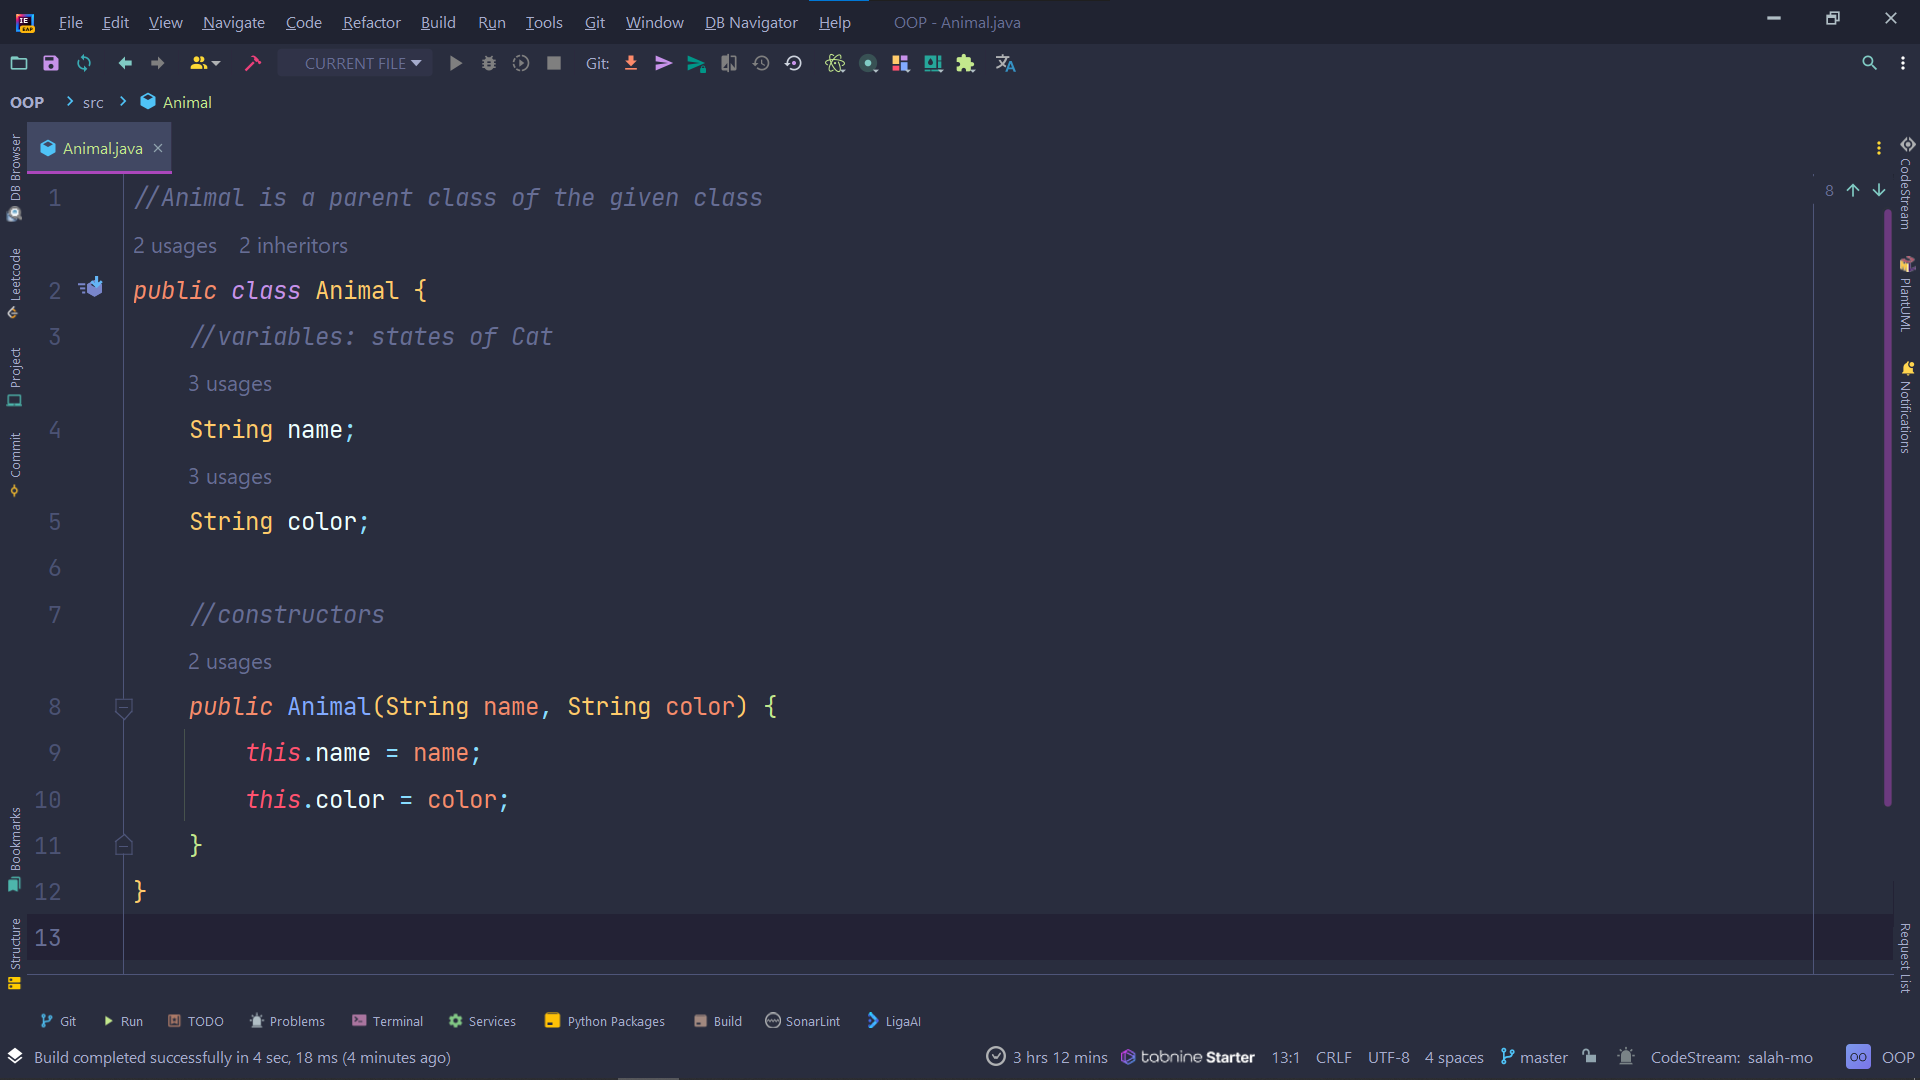 File Edit View Navigate Code Refactor Build Run Tools Git Window DB Navigator Help OOP - Animal.java
CURRENT FILE Git:
OOP src Animal
Animal.java
8
1 //Animal is a parent class of the given class
2 usages 2 inheritors
2 public class Animal {
3 //variables: states of Cat
3 usages
4 String name;
3 usages
5 String color;
6
7 //constructors
2 usages
8 public Animal(String name, String color) {
9 this.name = name;
10 this.color = color;
11 }
12 }
13
DB Browser
Leetcode
Project
Commit
Bookmarks
Structure
CodeStream
PlantUML
Notifications
Request List
Git Run TODO Problems Terminal Services Python Packages Build SonarLint LigaAI
Build completed successfully in 4 sec, 18 ms (4 minutes ago) 3 hrs 12 mins tabnine Starter 13:1 CRLF UTF-8 4 spaces master CodeStream: salah-mo OO OOP